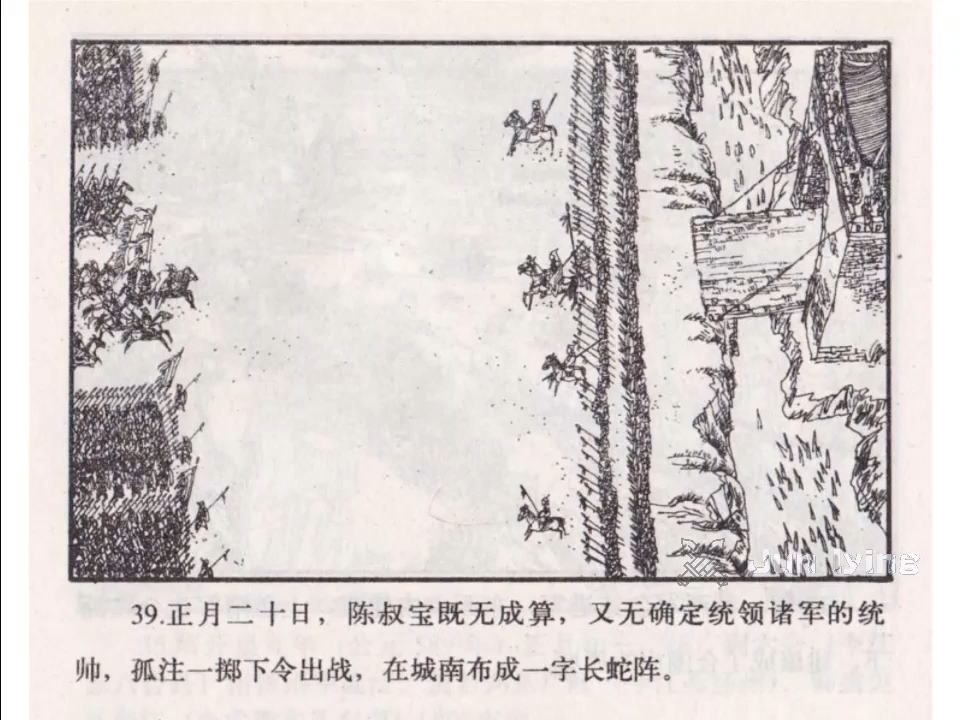 Jun lying
39.正月二十日，陈叔宝既无成算，又无确定统领诸军的统
帅，孤注一掷下令出战，在城南布成一字长蛇阵。